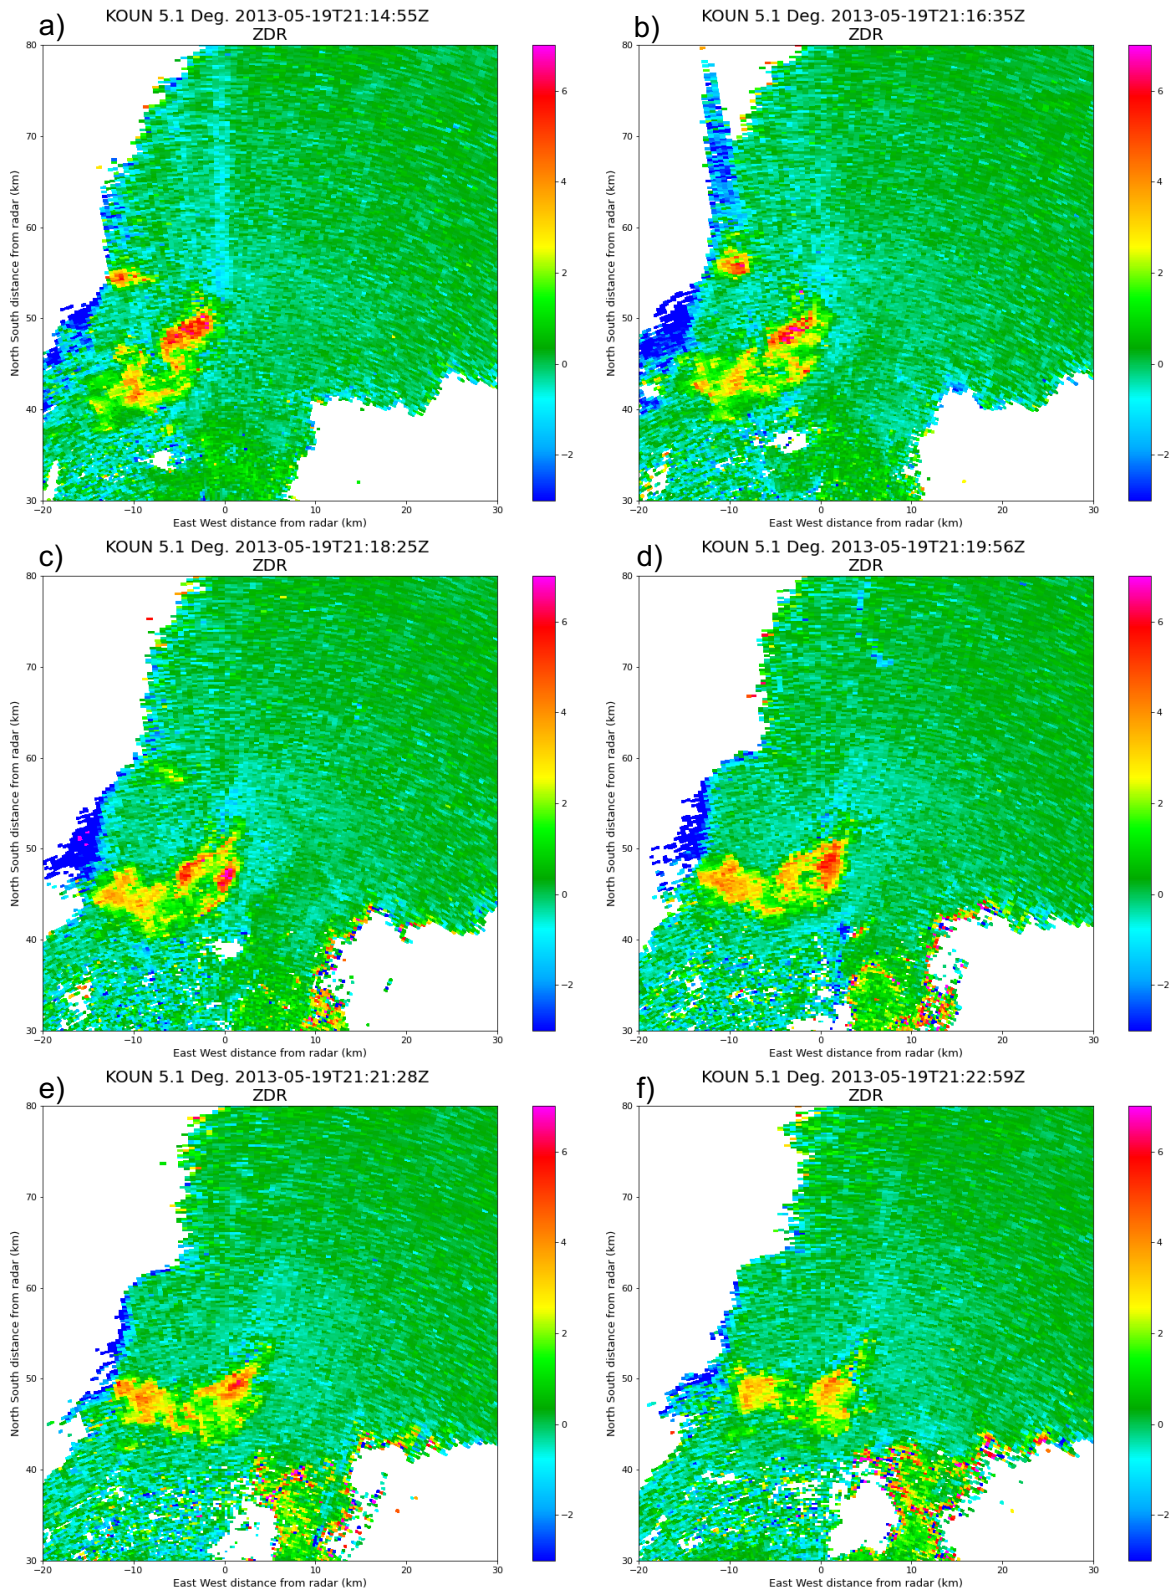 a)
KOUN 5.1 Deg. 2013-05-19T21:14:55Z
ZDR
80
70
60
50
40
30
North South distance from radar (km)
−20 −10 0 10 20 30
East West distance from radar (km)
6
4
2
0
−2
b)
KOUN 5.1 Deg. 2013-05-19T21:16:35Z
ZDR
80
70
60
50
40
30
North South distance from radar (km)
−20 −10 0 10 20 30
East West distance from radar (km)
6
4
2
0
−2
c)
KOUN 5.1 Deg. 2013-05-19T21:18:25Z
ZDR
80
70
60
50
40
30
North South distance from radar (km)
−20 −10 0 10 20 30
East West distance from radar (km)
6
4
2
0
−2
d)
KOUN 5.1 Deg. 2013-05-19T21:19:56Z
ZDR
80
70
60
50
40
30
North South distance from radar (km)
−20 −10 0 10 20 30
East West distance from radar (km)
6
4
2
0
−2
e)
KOUN 5.1 Deg. 2013-05-19T21:21:28Z
ZDR
80
70
60
50
40
30
North South distance from radar (km)
−20 −10 0 10 20 30
East West distance from radar (km)
6
4
2
0
−2
f)
KOUN 5.1 Deg. 2013-05-19T21:22:59Z
ZDR
80
70
60
50
40
30
North South distance from radar (km)
−20 −10 0 10 20 30
East West distance from radar (km)
6
4
2
0
−2